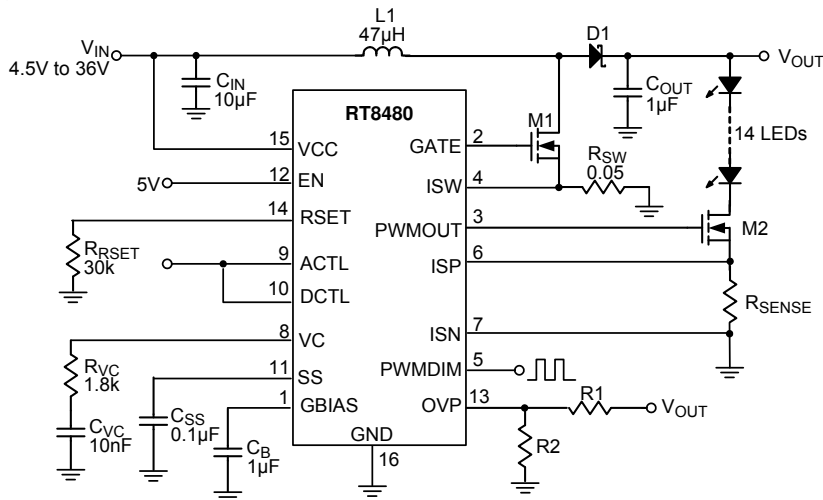 L1
47µH
D1
VIN
4.5V to 36V
VOUT
CIN
10µF
COUT
1µF
RT8480
M1
14 LEDs
15
VCC
GATE
2
RSW
0.05
5V
12
EN
ISW
4
14
RSET
PWMOUT
3
M2
RRSET
30k
9
ACTL
ISP
6
10
DCTL
RSENSE
8
VC
ISN
7
RVC
1.8k
11
SS
PWMDIM
5
1
GBIAS
OVP
13
R1
VOUT
CVC
10nF
CSS
0.1µF
CB
1µF
GND
16
R2